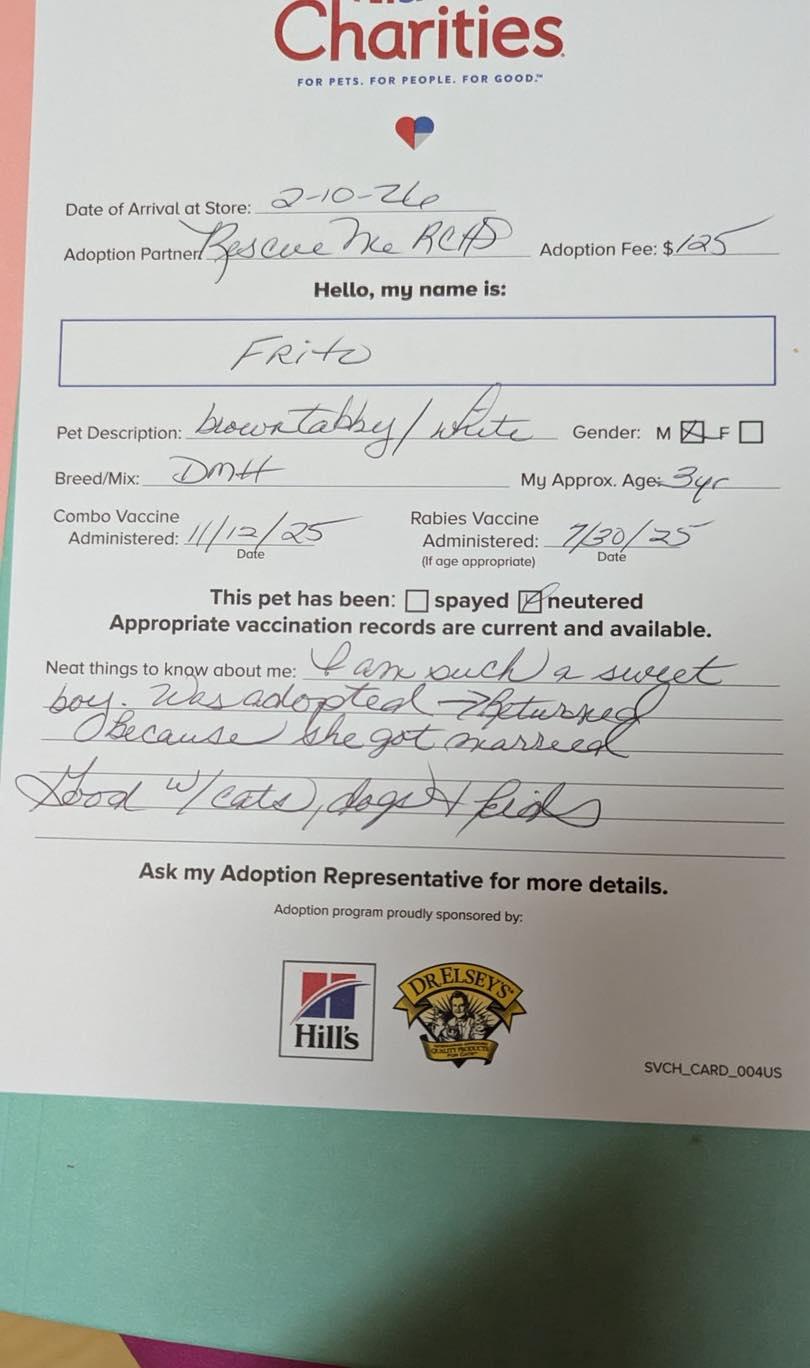 Charities
FOR PETS. FOR PEOPLE. FOR GOOD.™
Date of Arrival at Store: 2-10-26
Adoption Partner: Rescue Me RCHS Adoption Fee: $125
Hello, my name is:
FRito
Pet Description: brown tabby/white Gender: M F
Breed/Mix: DMH My Approx. Age: 3yr
Combo Vaccine Rabies Vaccine
Administered: 11/12/25 Administered: 7/30/25
Date (If age appropriate) Date
This pet has been: spayed neutered
Appropriate vaccination records are current and available.
Neat things to know about me: I am such a sweet
boy. Was adopted → Returned
because she got married
Good w/cats, dogs + kids
Ask my Adoption Representative for more details.
Adoption program proudly sponsored by:
Hill's DR.ELSEY'S
SVCH_CARD_004US